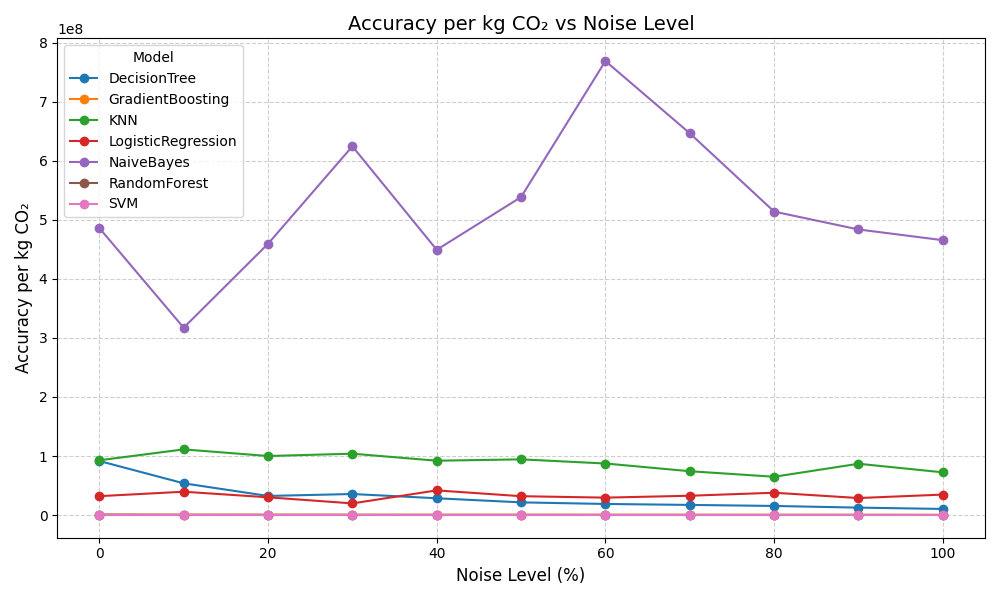 Accuracy per kg CO₂ vs Noise Level
1e8
8
7
6
5
4
3
2
1
0
Accuracy per kg CO₂
Model
DecisionTree
GradientBoosting
KNN
LogisticRegression
NaiveBayes
RandomForest
SVM
0 20 40 60 80 100
Noise Level (%)